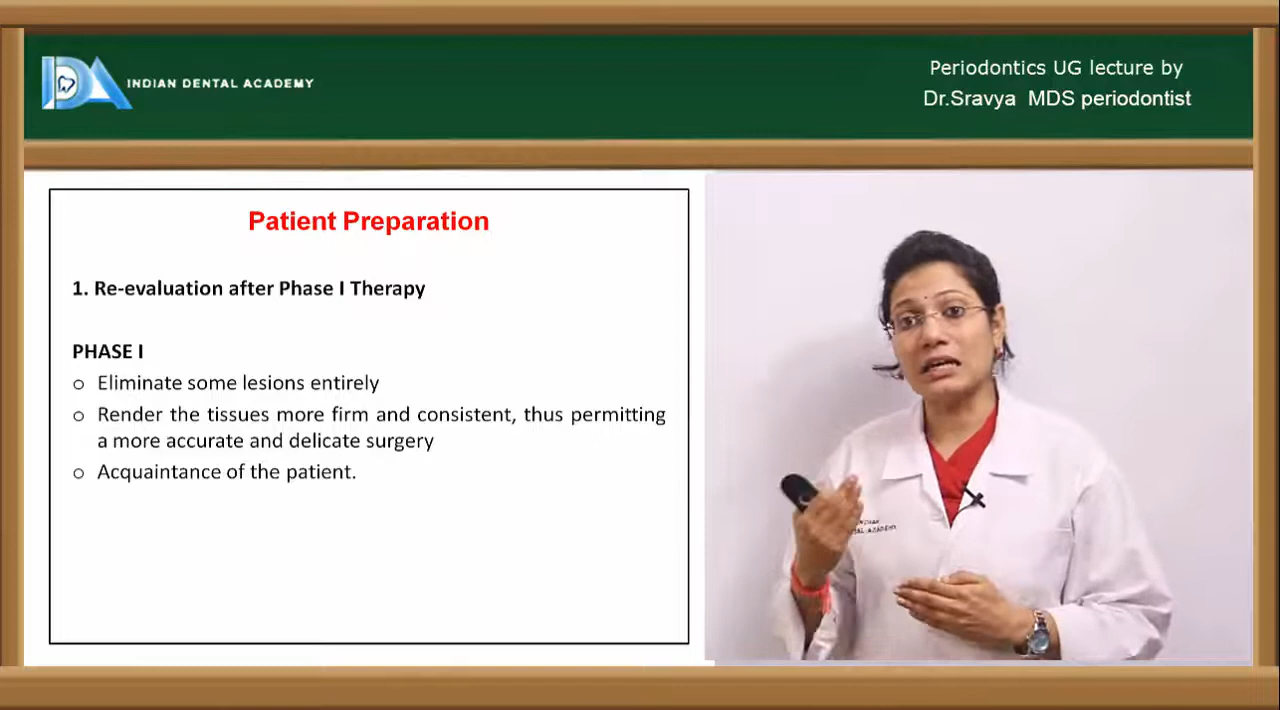 INDIAN DENTAL ACADEMY
Periodontics UG lecture by
Dr.Sravya MDS periodontist
Patient Preparation
1. Re-evaluation after Phase I Therapy
PHASE I
o Eliminate some lesions entirely
o Render the tissues more firm and consistent, thus permitting
a more accurate and delicate surgery
o Acquaintance of the patient.